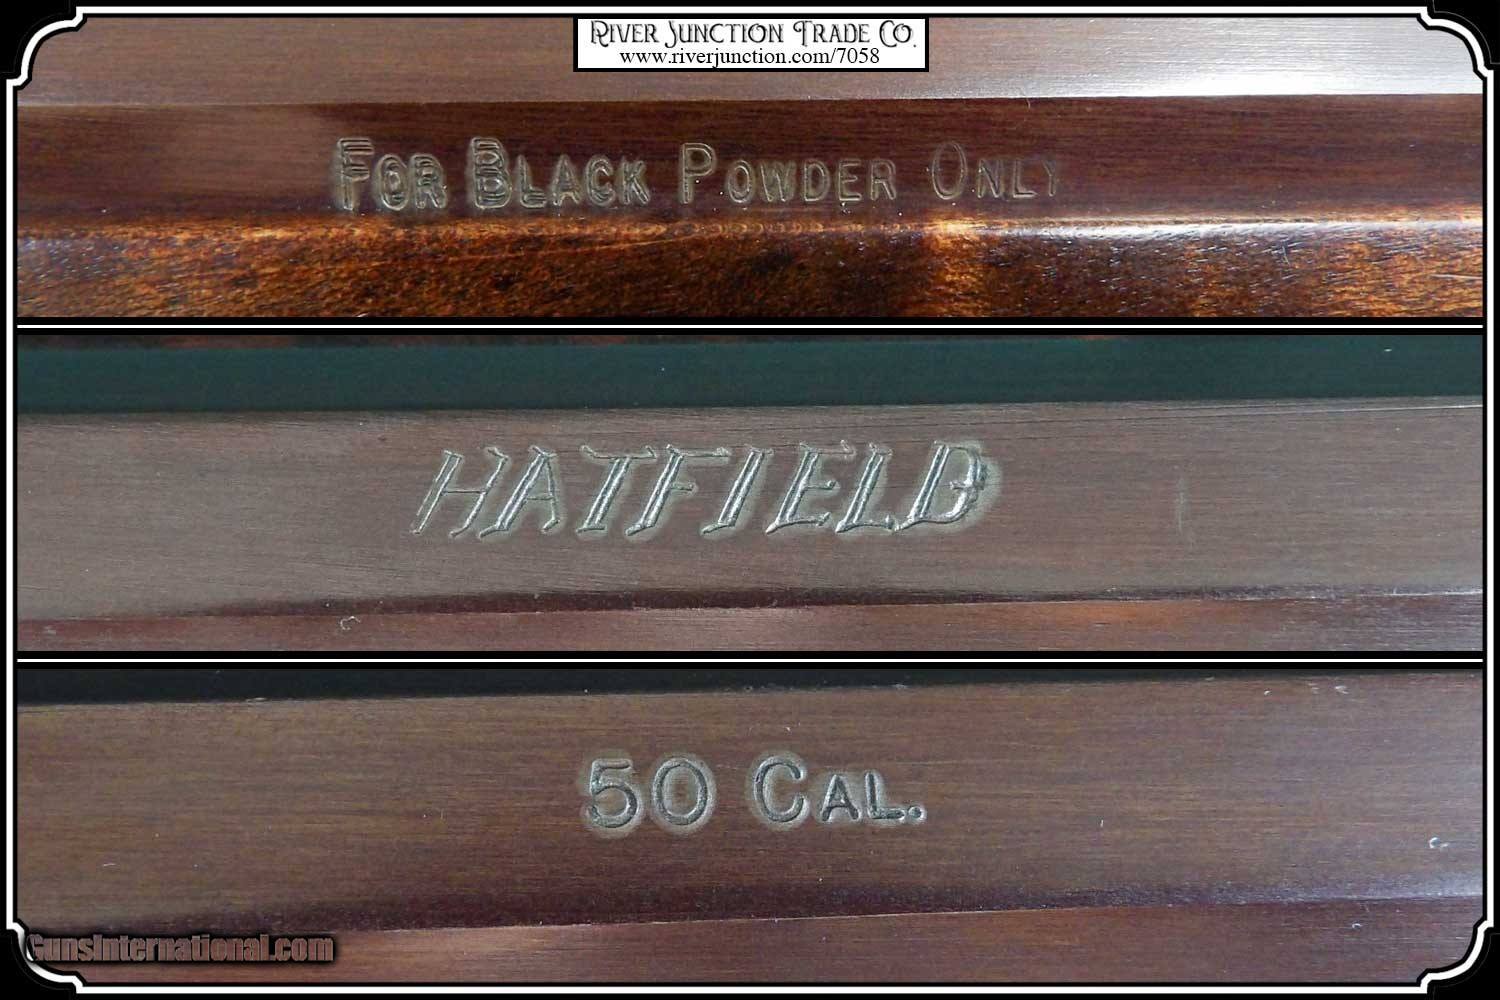 River Junction Trade Co.
www.riverjunction.com/7058
For Black Powder Only
HATFIELD
50 Cal.
GunsInternational.com